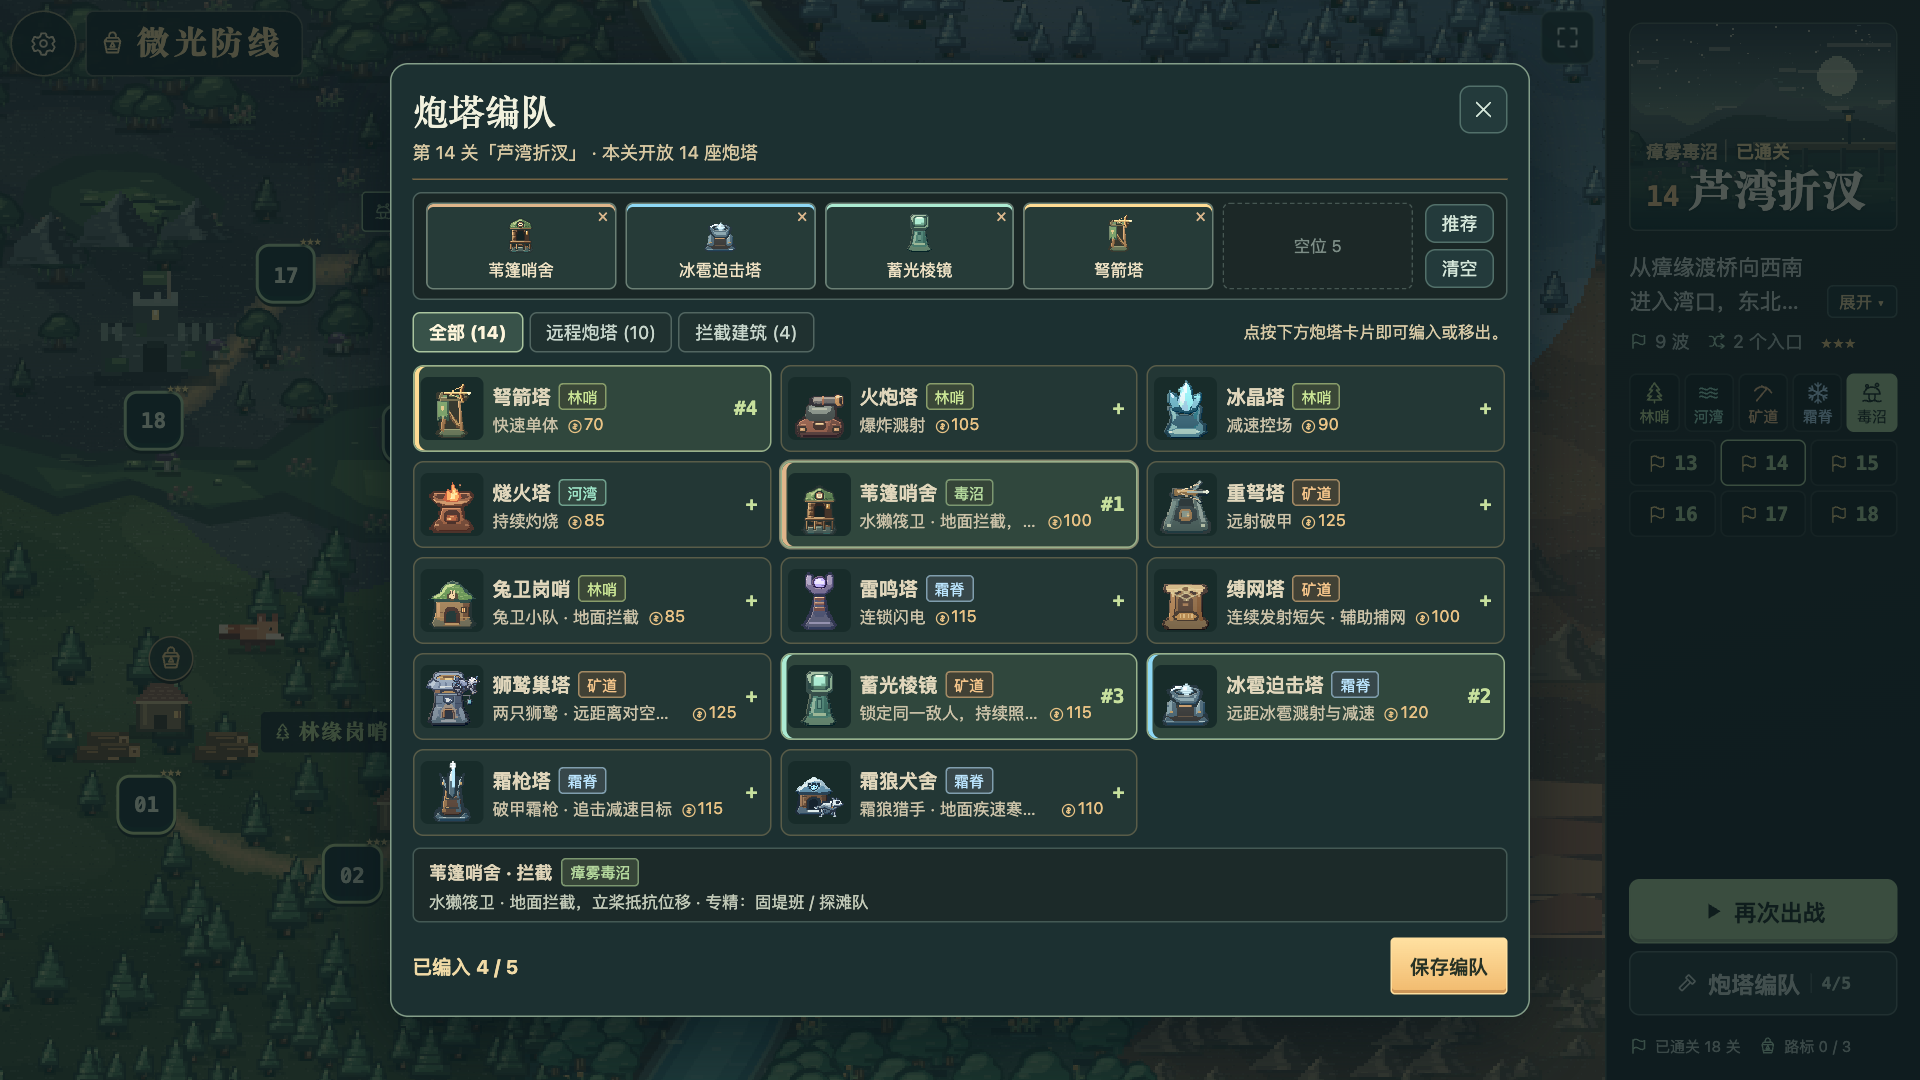 微光防线
炮塔编队
第 14 关「芦湾折汊」 · 本关开放 14 座炮塔
苇篷哨舍
冰雹迫击塔
蓄光棱镜
弩箭塔
空位 5
推荐
清空
全部 (14)
远程炮塔 (10)
拦截建筑 (4)
点按下方炮塔卡片即可编入或移出。
弩箭塔 林哨
快速单体 70
#4
火炮塔 林哨
爆炸溅射 105
+
冰晶塔 林哨
减速控场 90
+
燧火塔 河湾
持续灼烧 85
+
苇篷哨舍 毒沼
水獭筏卫 · 地面拦截，... 100
#1
重弩塔 矿道
远射破甲 125
+
兔卫岗哨 林哨
兔卫小队 · 地面拦截 85
+
雷鸣塔 霜脊
连锁闪电 115
+
缚网塔 矿道
连续发射短矢 · 辅助捕网 100
+
狮鹫巢塔 矿道
两只狮鹫 · 远距离对空... 125
+
蓄光棱镜 矿道
锁定同一敌人，持续照... 115
#3
冰雹迫击塔 霜脊
远距冰雹溅射与减速 120
#2
霜枪塔 霜脊
破甲霜枪 · 追击减速目标 115
+
霜狼犬舍 霜脊
霜狼猎手 · 地面疾速寒... 110
+
苇篷哨舍 · 拦截 瘴雾毒沼
水獭筏卫 · 地面拦截，立桨抵抗位移 · 专精：固堤班 / 探滩队
已编入 4 / 5
保存编队
17
18
01
02
林缘岗哨
瘴雾毒沼 已通关
14 芦湾折汊
从瘴缘渡桥向西南
进入湾口，东北...
展开
9 波 2 个入口 ★★★
林哨
河湾
矿道
霜脊
毒沼
13
14
15
16
17
18
再次出战
炮塔编队 4/5
已通关 18 关 路标 0 / 3